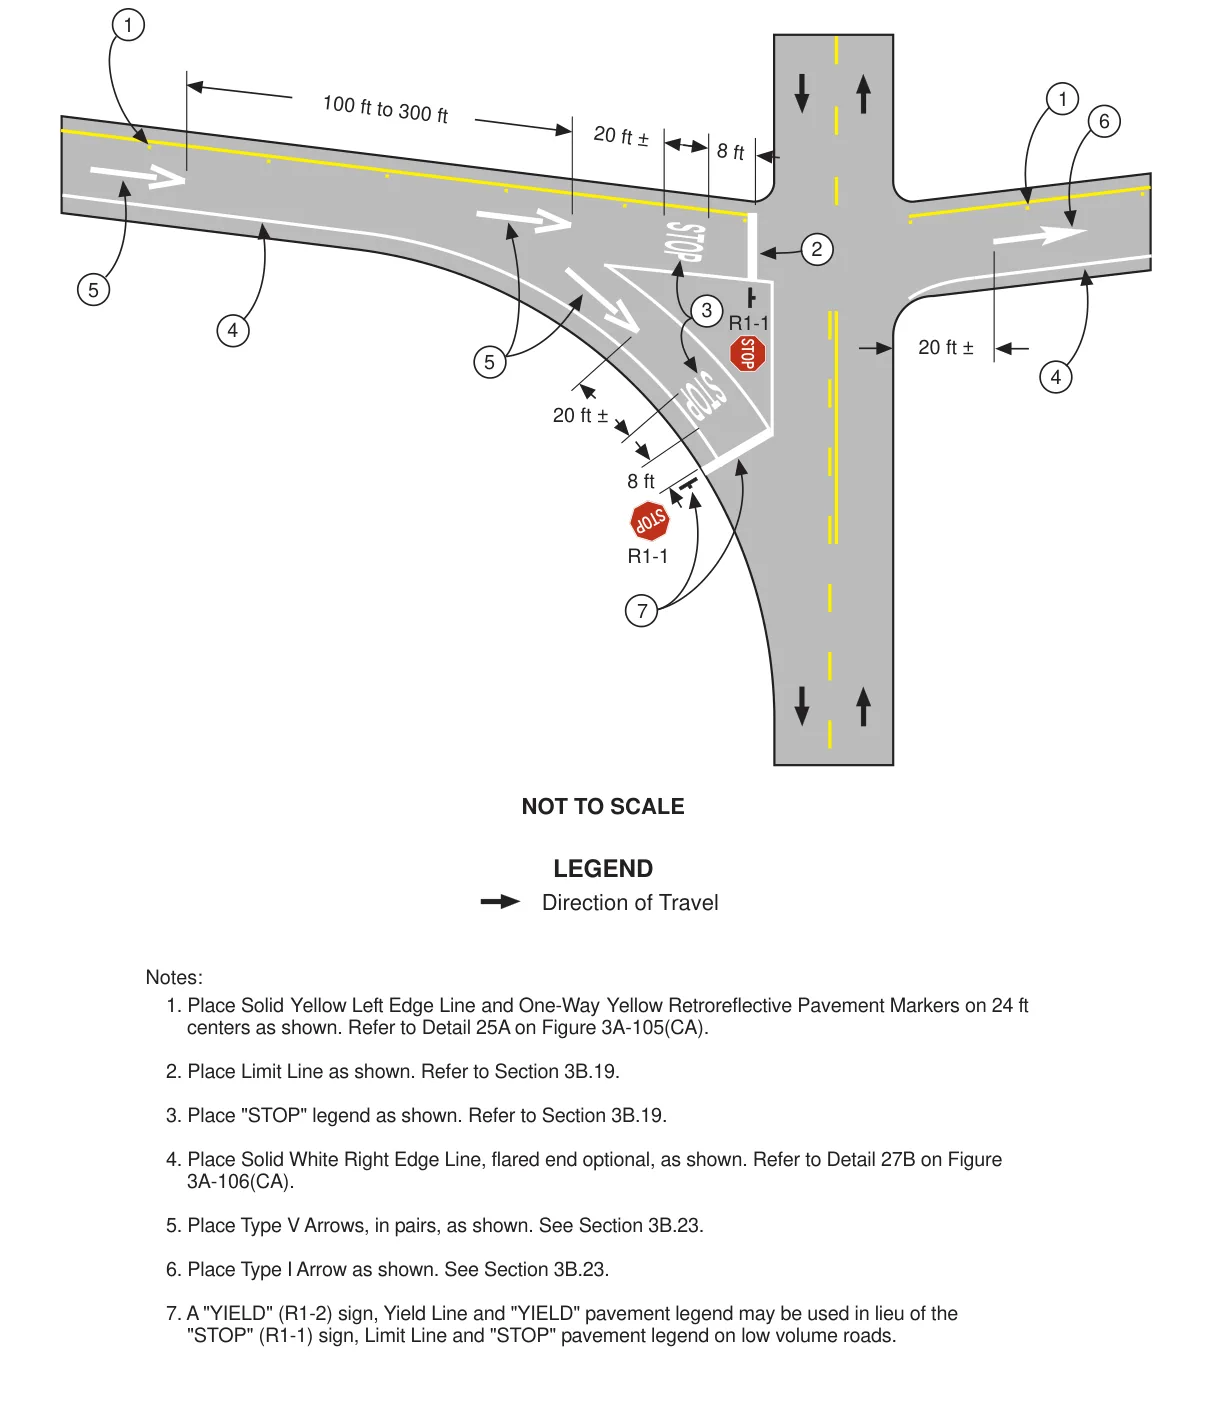 1
100 ft to 300 ft
20 ft ±
8 ft
1
6
STOP
2
5
4
3
R1-1
STOP
5
20 ft ±
4
STOP
20 ft ±
8 ft
STOP
R1-1
7
NOT TO SCALE
LEGEND
Direction of Travel
Notes:
1. Place Solid Yellow Left Edge Line and One-Way Yellow Retroreflective Pavement Markers on 24 ft
centers as shown. Refer to Detail 25A on Figure 3A-105(CA).
2. Place Limit Line as shown. Refer to Section 3B.19.
3. Place "STOP" legend as shown. Refer to Section 3B.19.
4. Place Solid White Right Edge Line, flared end optional, as shown. Refer to Detail 27B on Figure
3A-106(CA).
5. Place Type V Arrows, in pairs, as shown. See Section 3B.23.
6. Place Type I Arrow as shown. See Section 3B.23.
7. A "YIELD" (R1-2) sign, Yield Line and "YIELD" pavement legend may be used in lieu of the
"STOP" (R1-1) sign, Limit Line and "STOP" pavement legend on low volume roads.